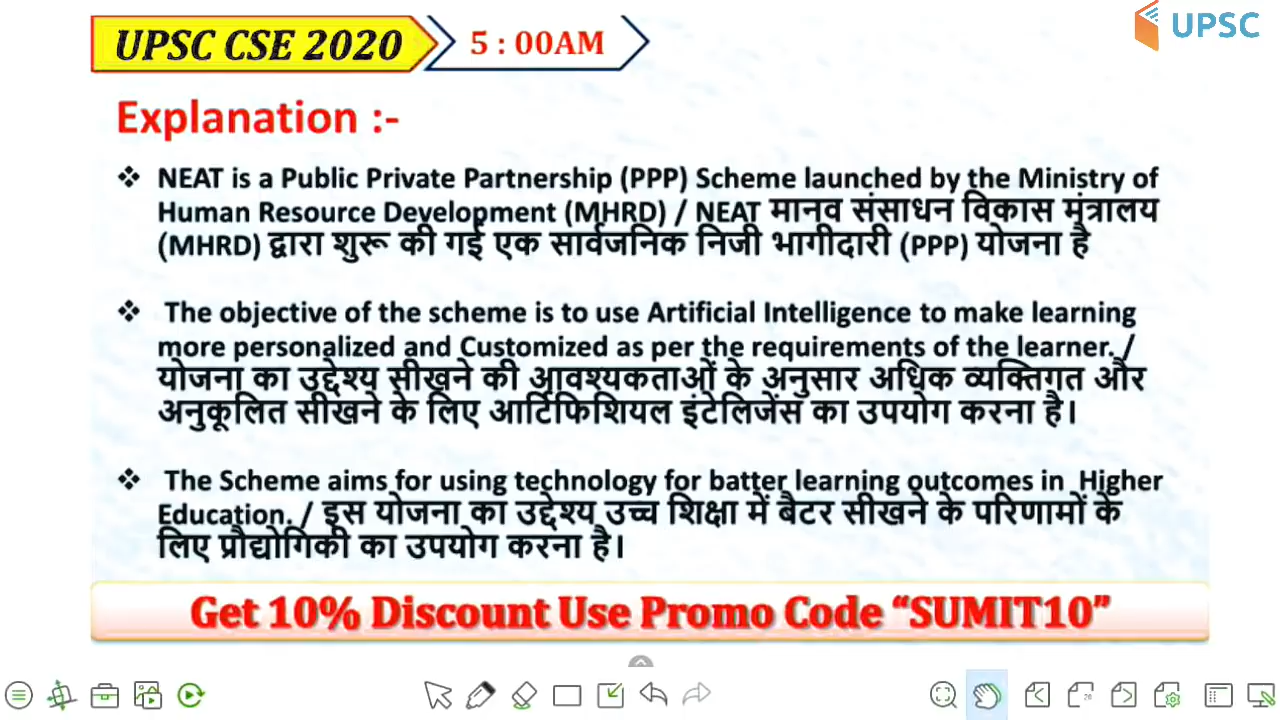 UPSC CSE 2020
5 : 00AM
UPSC
Explanation :-
❖ NEAT is a Public Private Partnership (PPP) Scheme launched by the Ministry of
Human Resource Development (MHRD) / NEAT मानव संसाधन विकास मंत्रालय
(MHRD) द्वारा शुरू की गई एक सार्वजनिक निजी भागीदारी (PPP) योजना है
❖ The objective of the scheme is to use Artificial Intelligence to make learning
more personalized and Customized as per the requirements of the learner. /
योजना का उद्देश्य सीखने की आवश्यकताओं के अनुसार अधिक व्यक्तिगत और
अनुकूलित सीखने के लिए आर्टिफिशियल इंटेलिजेंस का उपयोग करना है।
❖ The Scheme aims for using technology for batter learning outcomes in Higher
Education. / इस योजना का उद्देश्य उच्च शिक्षा में बैटर सीखने के परिणामों के
लिए प्रौद्योगिकी का उपयोग करना है।
Get 10% Discount Use Promo Code “SUMIT10”
26